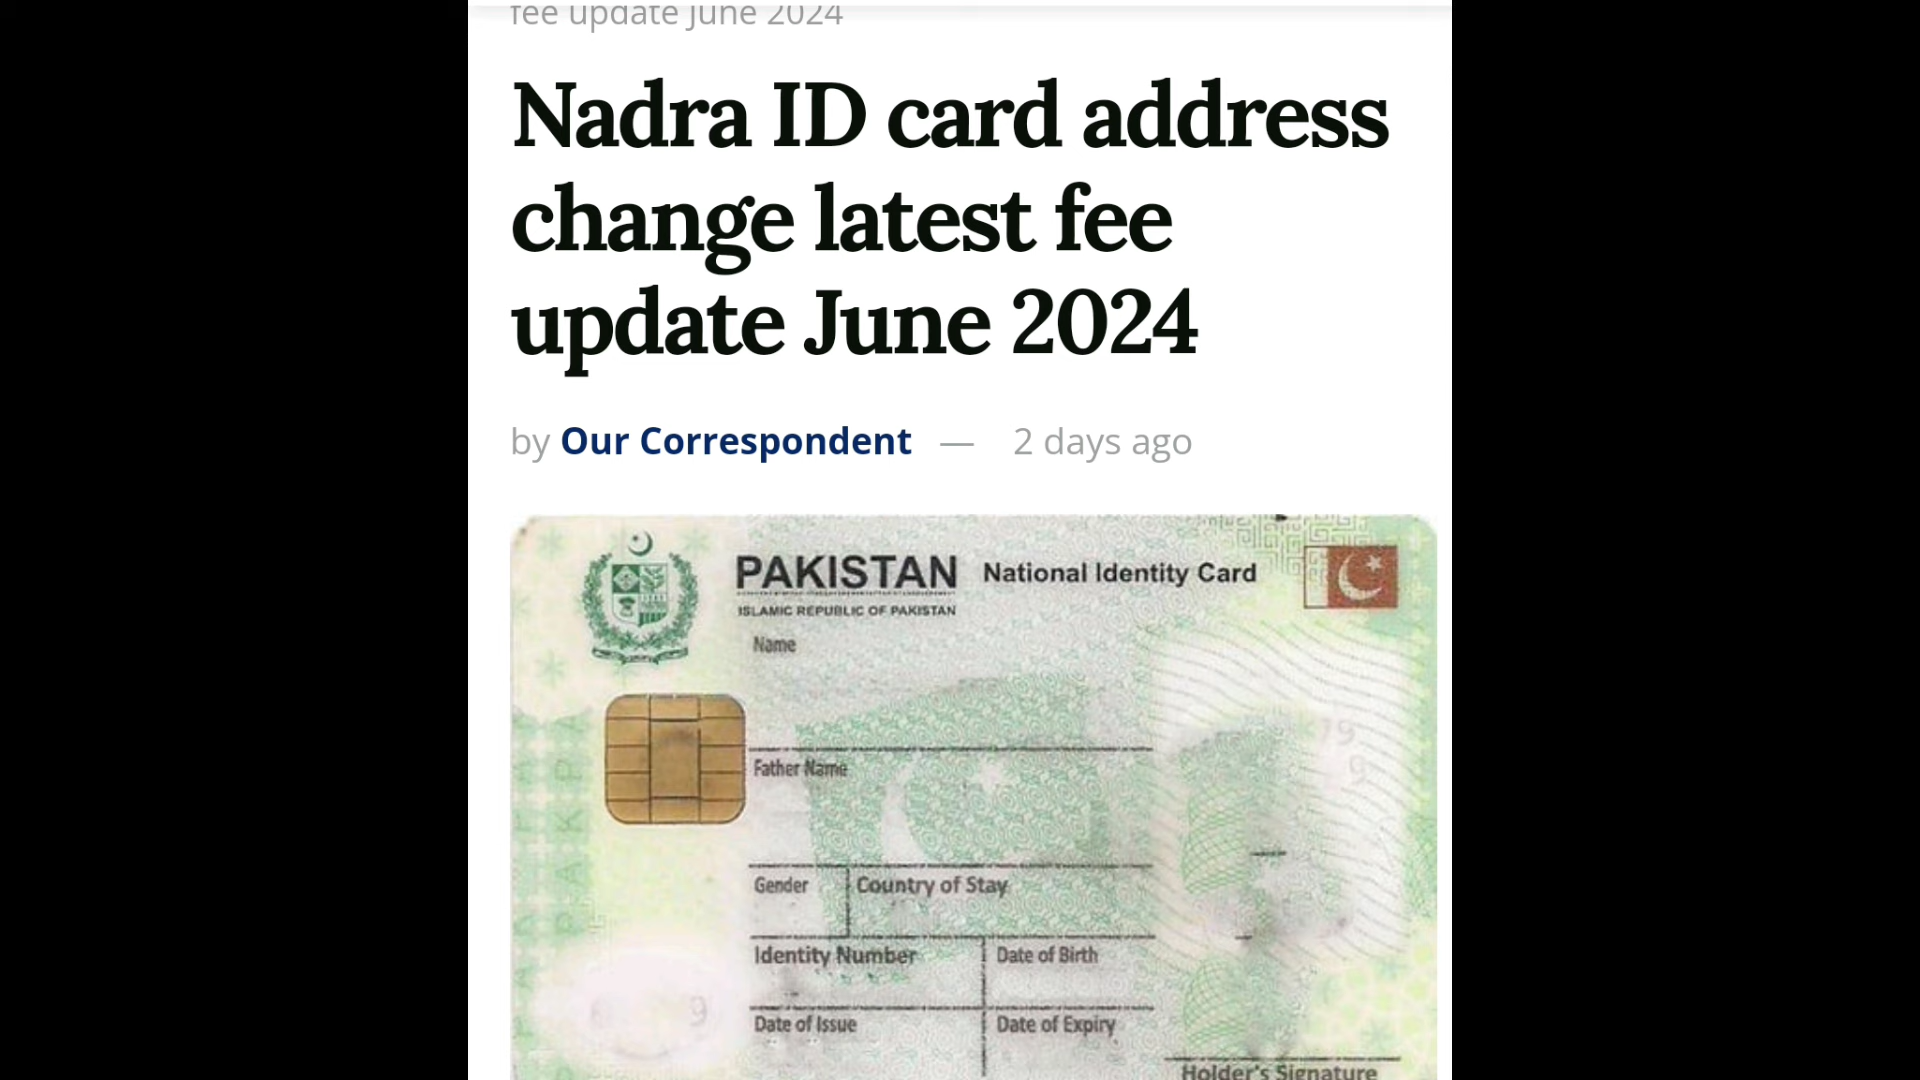 fee update June 2024
Nadra ID card address
change latest fee
update June 2024
by Our Correspondent — 2 days ago
PAKISTAN National Identity Card
ISLAMIC REPUBLIC OF PAKISTAN
Name
Father Name
Gender Country of Stay
Identity Number Date of Birth
Date of Issue Date of Expiry
Holder's Signature